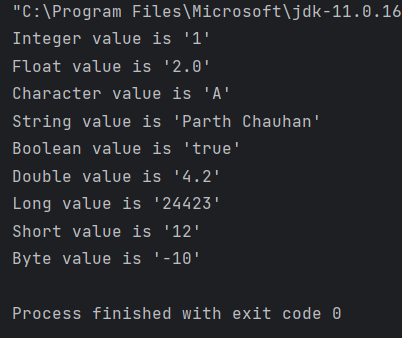 "C:\Program Files\Microsoft\jdk-11.0.16
Integer value is '1'
Float value is '2.0'
Character value is 'A'
String value is 'Parth Chauhan'
Boolean value is 'true'
Double value is '4.2'
Long value is '24423'
Short value is '12'
Byte value is '-10'
Process finished with exit code 0